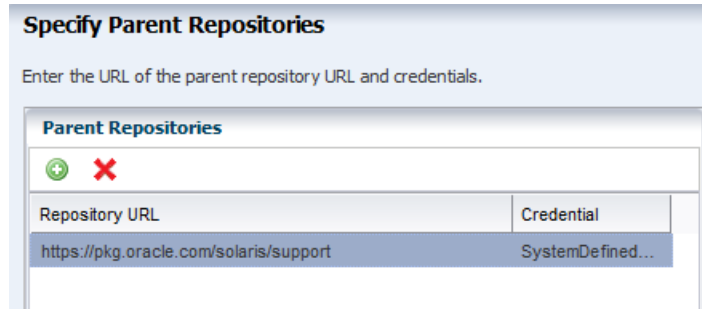 Specify Parent Repositories
Enter the URL of the parent repository URL and credentials.
Parent Repositories
Repository URL Credential
https://pkg.oracle.com/solaris/support SystemDefined...